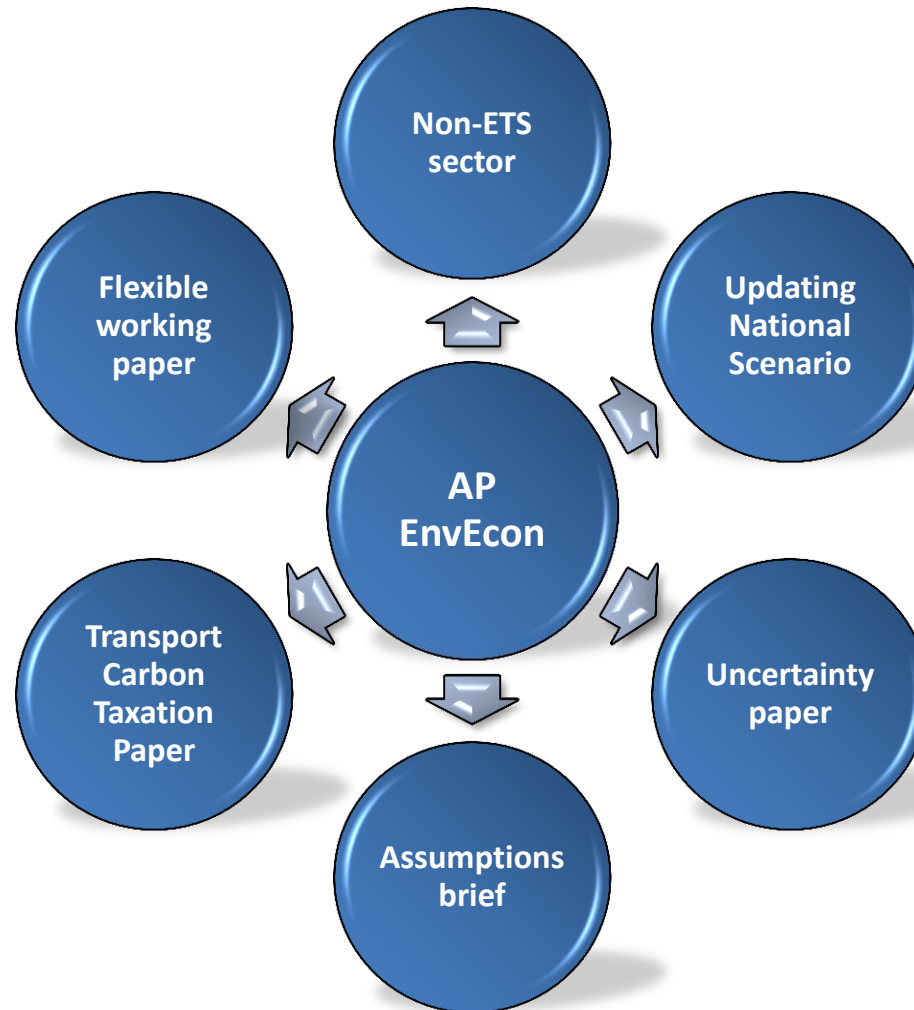 Non-ETS
sector
Flexible
working
paper
Updating
National
Scenario
AP
EnvEcon
Transport
Carbon
Taxation
Paper
Uncertainty
paper
Assumptions
brief